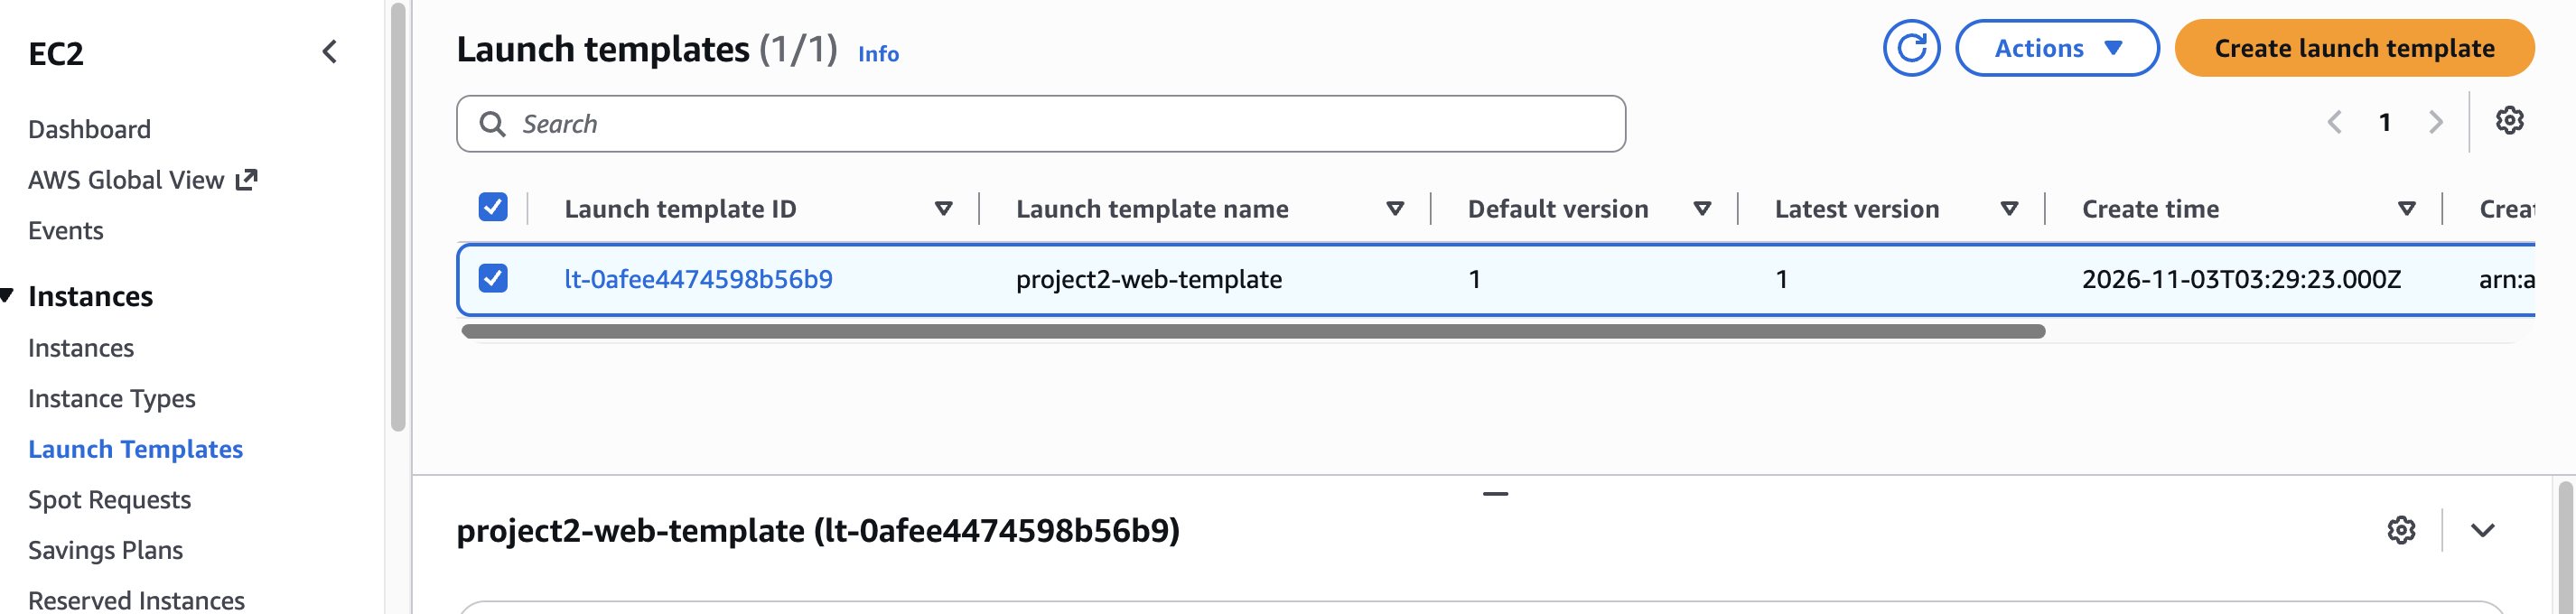 EC2
Dashboard
AWS Global View
Events
Instances
Instances
Instance Types
Launch Templates
Spot Requests
Savings Plans
Reserved Instances
Launch templates (1/1) Info
Actions
Create launch template
Search
1
Launch template ID Launch template name Default version Latest version Create time Creat
lt-0afee4474598b56b9 project2-web-template 1 1 2026-11-03T03:29:23.000Z arn:a
project2-web-template (lt-0afee4474598b56b9)